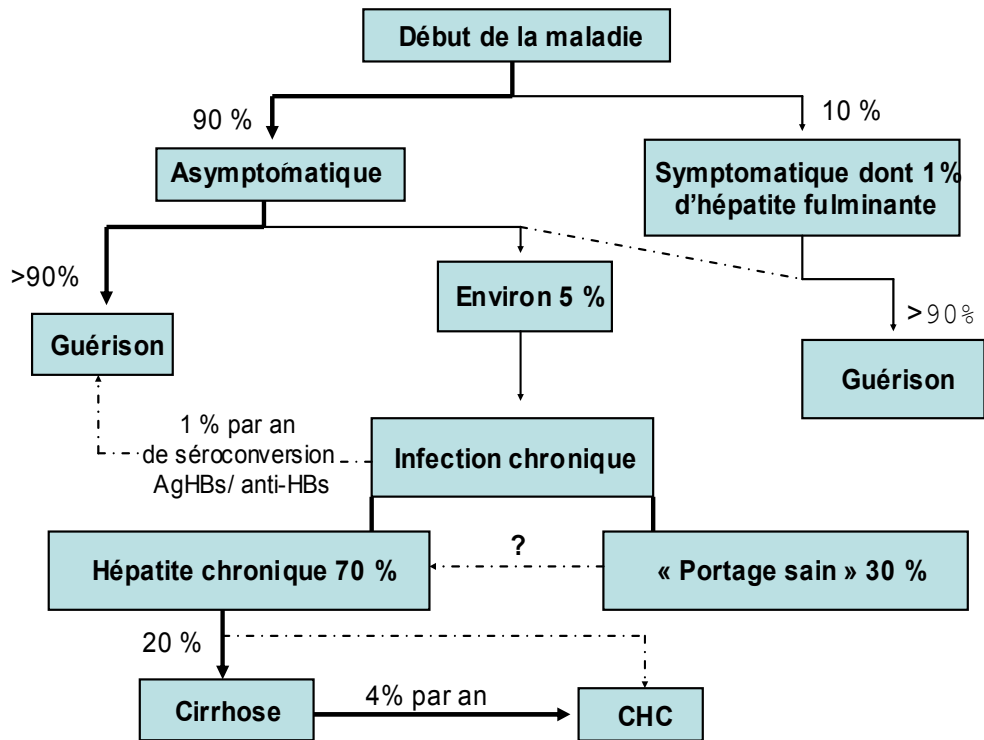 Début de la maladie
90 %
10 %
Asymptomatique
Symptomatique dont 1%
d'hépatite fulminante
>90%
Environ 5 %
>90%
Guérison
Guérison
1 % par an
de séroconversion
AgHBs/ anti-HBs
Infection chronique
?
Hépatite chronique 70 %
« Portage sain » 30 %
20 %
4% par an
Cirrhose
CHC